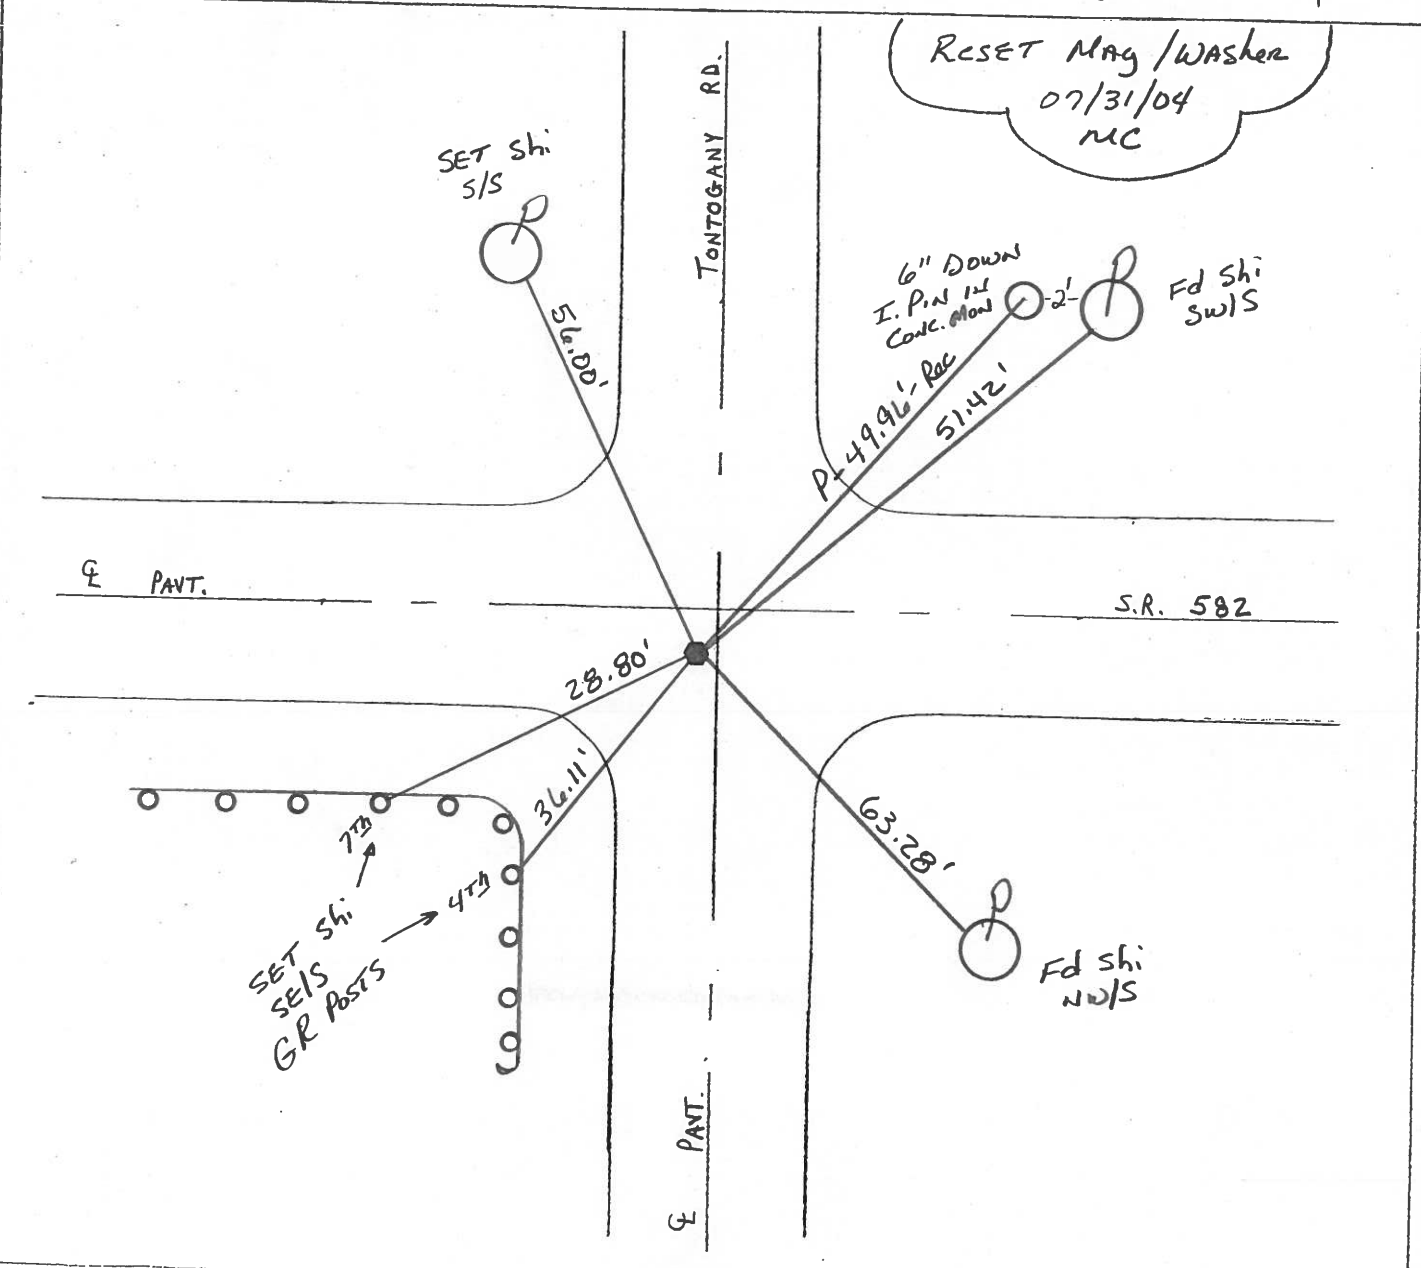 RESET MAg/WAsher
07/31/04
MC
TONTOGANY RD.
SET Shi
S/S
56.00'
6" DOWN
I. PIN IN
CONC. MON
-2'-
Fd Shi
SW/S
P-49.96'-Rec
51.42'
℄ PAVT.
S.R. 582
28.80'
36.11'
63.28'
7TH
4TH
SET Shi
SE/S
GR POSTS
Fd Shi
NW/S
℄ PAVT.